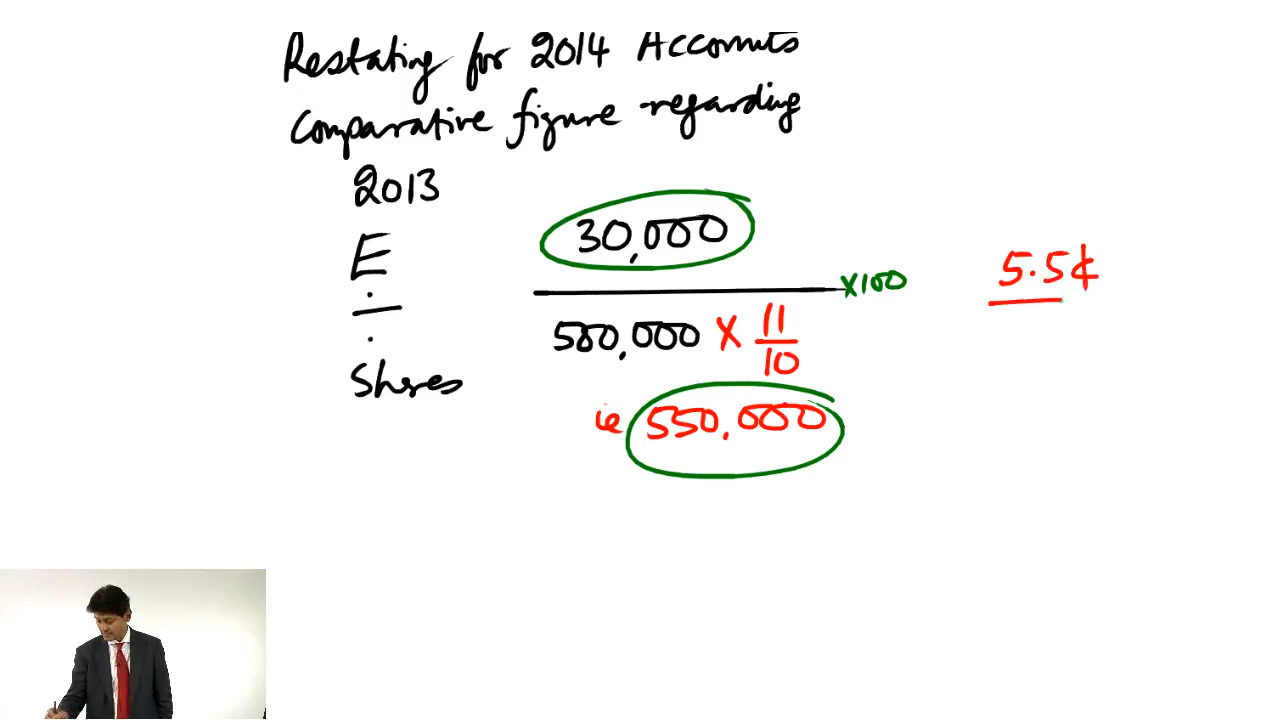 Restating for 2014 Accounts
comparative figure regarding
2013
E
÷
Shares
30,000
x100
500,000 x 11/10
ie 550,000
5.5¢